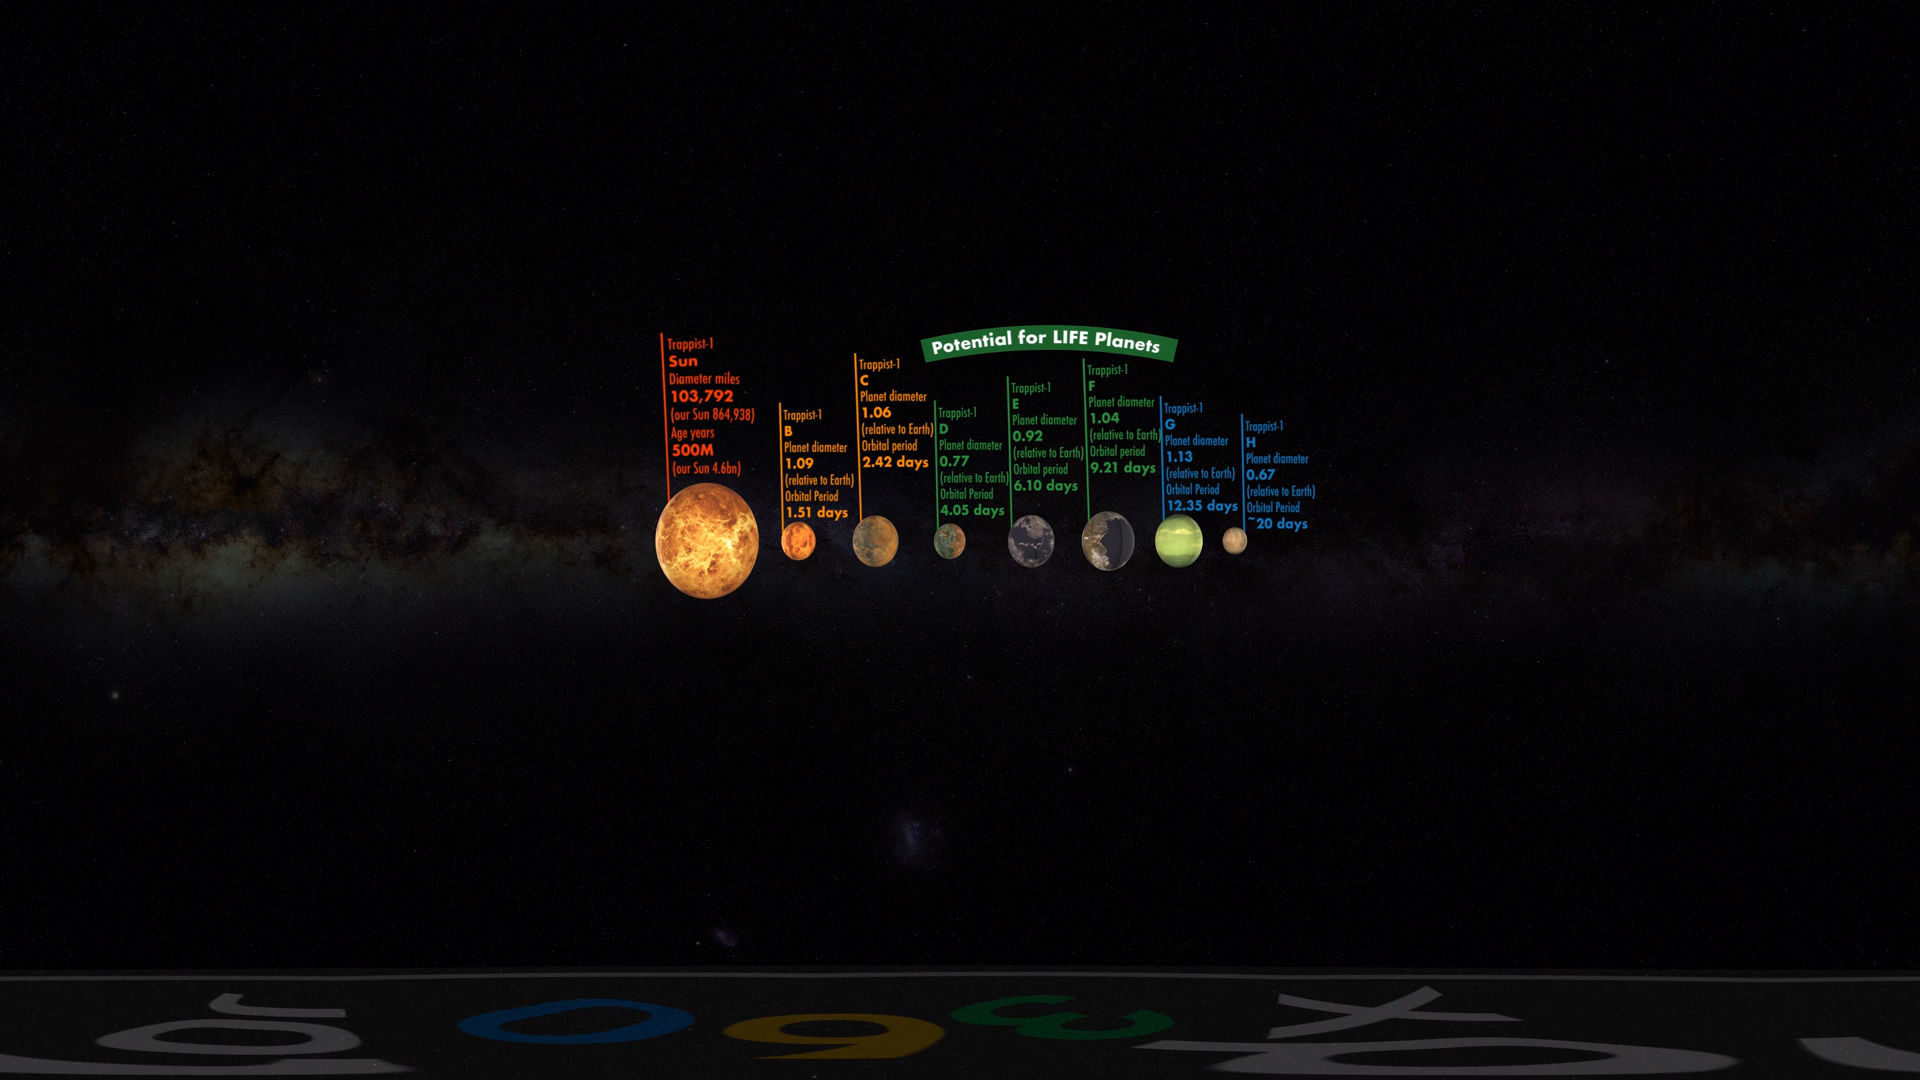 Potential for LIFE Planets
Trappist-1
Sun
Diameter miles
103,792
(our Sun 864,938)
Age years
500M
(our Sun 4.6bn)
Trappist-1
B
Planet diameter
1.09
(relative to Earth)
Orbital Period
1.51 days
Trappist-1
C
Planet diameter
1.06
(relative to Earth)
Orbital period
2.42 days
Trappist-1
D
Planet diameter
0.77
(relative to Earth)
Orbital Period
4.05 days
Trappist-1
E
Planet diameter
0.92
(relative to Earth)
Orbital period
6.10 days
Trappist-1
F
Planet diameter
1.04
(relative to Earth)
Orbital period
9.21 days
Trappist-1
G
Planet diameter
1.13
(relative to Earth)
Orbital Period
12.35 days
Trappist-1
H
Planet diameter
0.67
(relative to Earth)
Orbital Period
~20 days